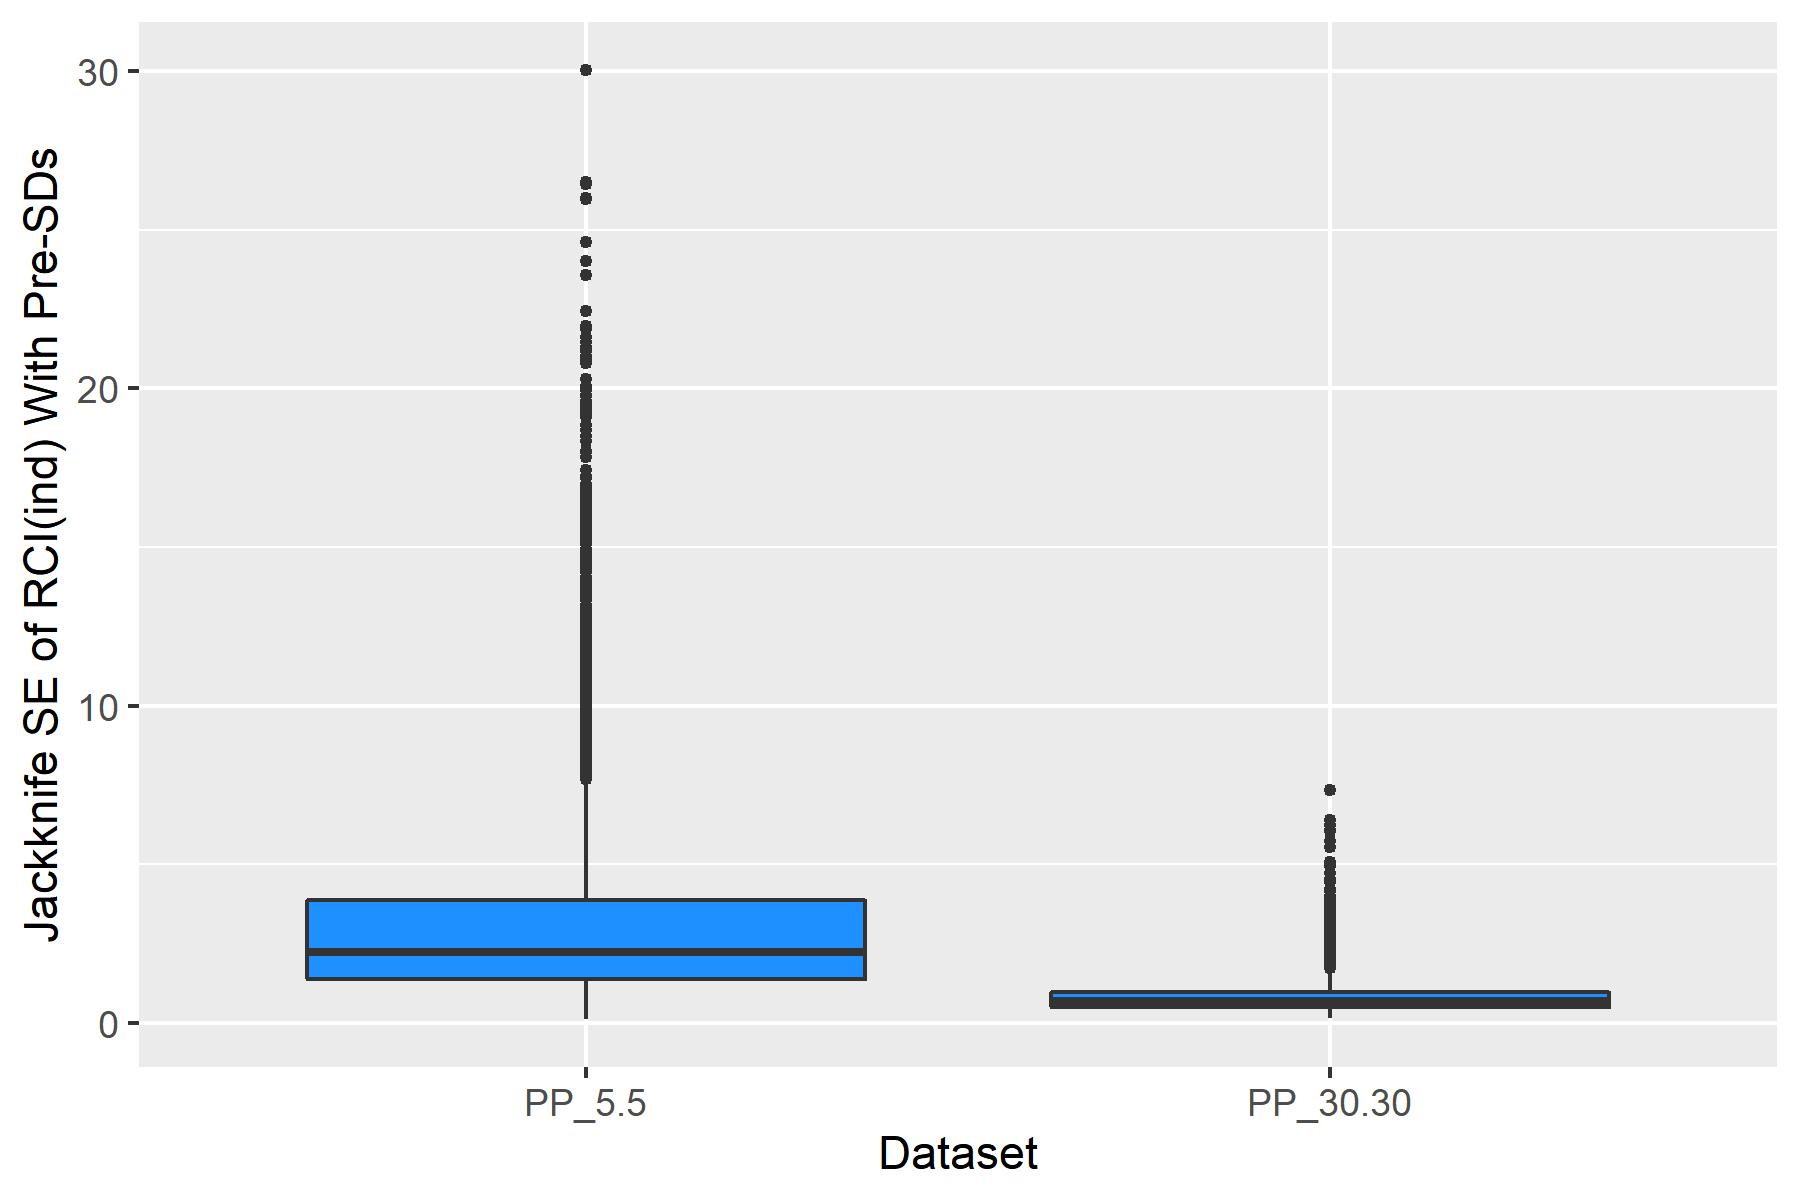 Jackknife SE of RCI(ind) With Pre-SDs
30
20
10
0
PP_5.5
PP_30.30
Dataset